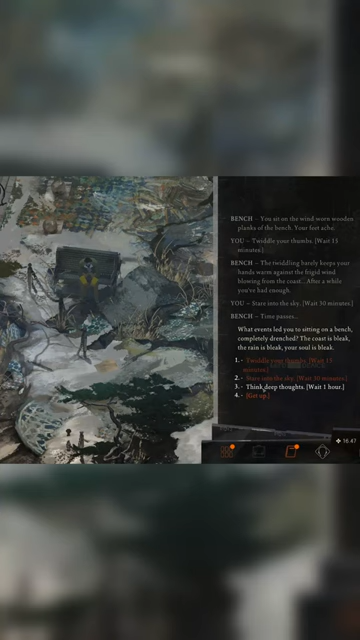 BENCH – You sit on the wind worn wooden
planks of the bench. Your feet ache.
YOU – Twiddle your thumbs. [Wait 15
minutes.]
BENCH – The twiddling barely keeps your
hands warm against the frigid wind
blowing from the coast... After a while
you've had enough.
YOU – Stare into the sky. [Wait 30 minutes.]
BENCH – Time passes...
What events led you to sitting on a bench,
completely drenched? The coast is bleak,
the rain is bleak, your soul is bleak.
1. - Twiddle your thumbs. [Wait 15
minutes.]
2. - Stare into the sky. [Wait 30 minutes.]
3. - Think deep thoughts. [Wait 1 hour.]
4. - [Get up.]
16:47